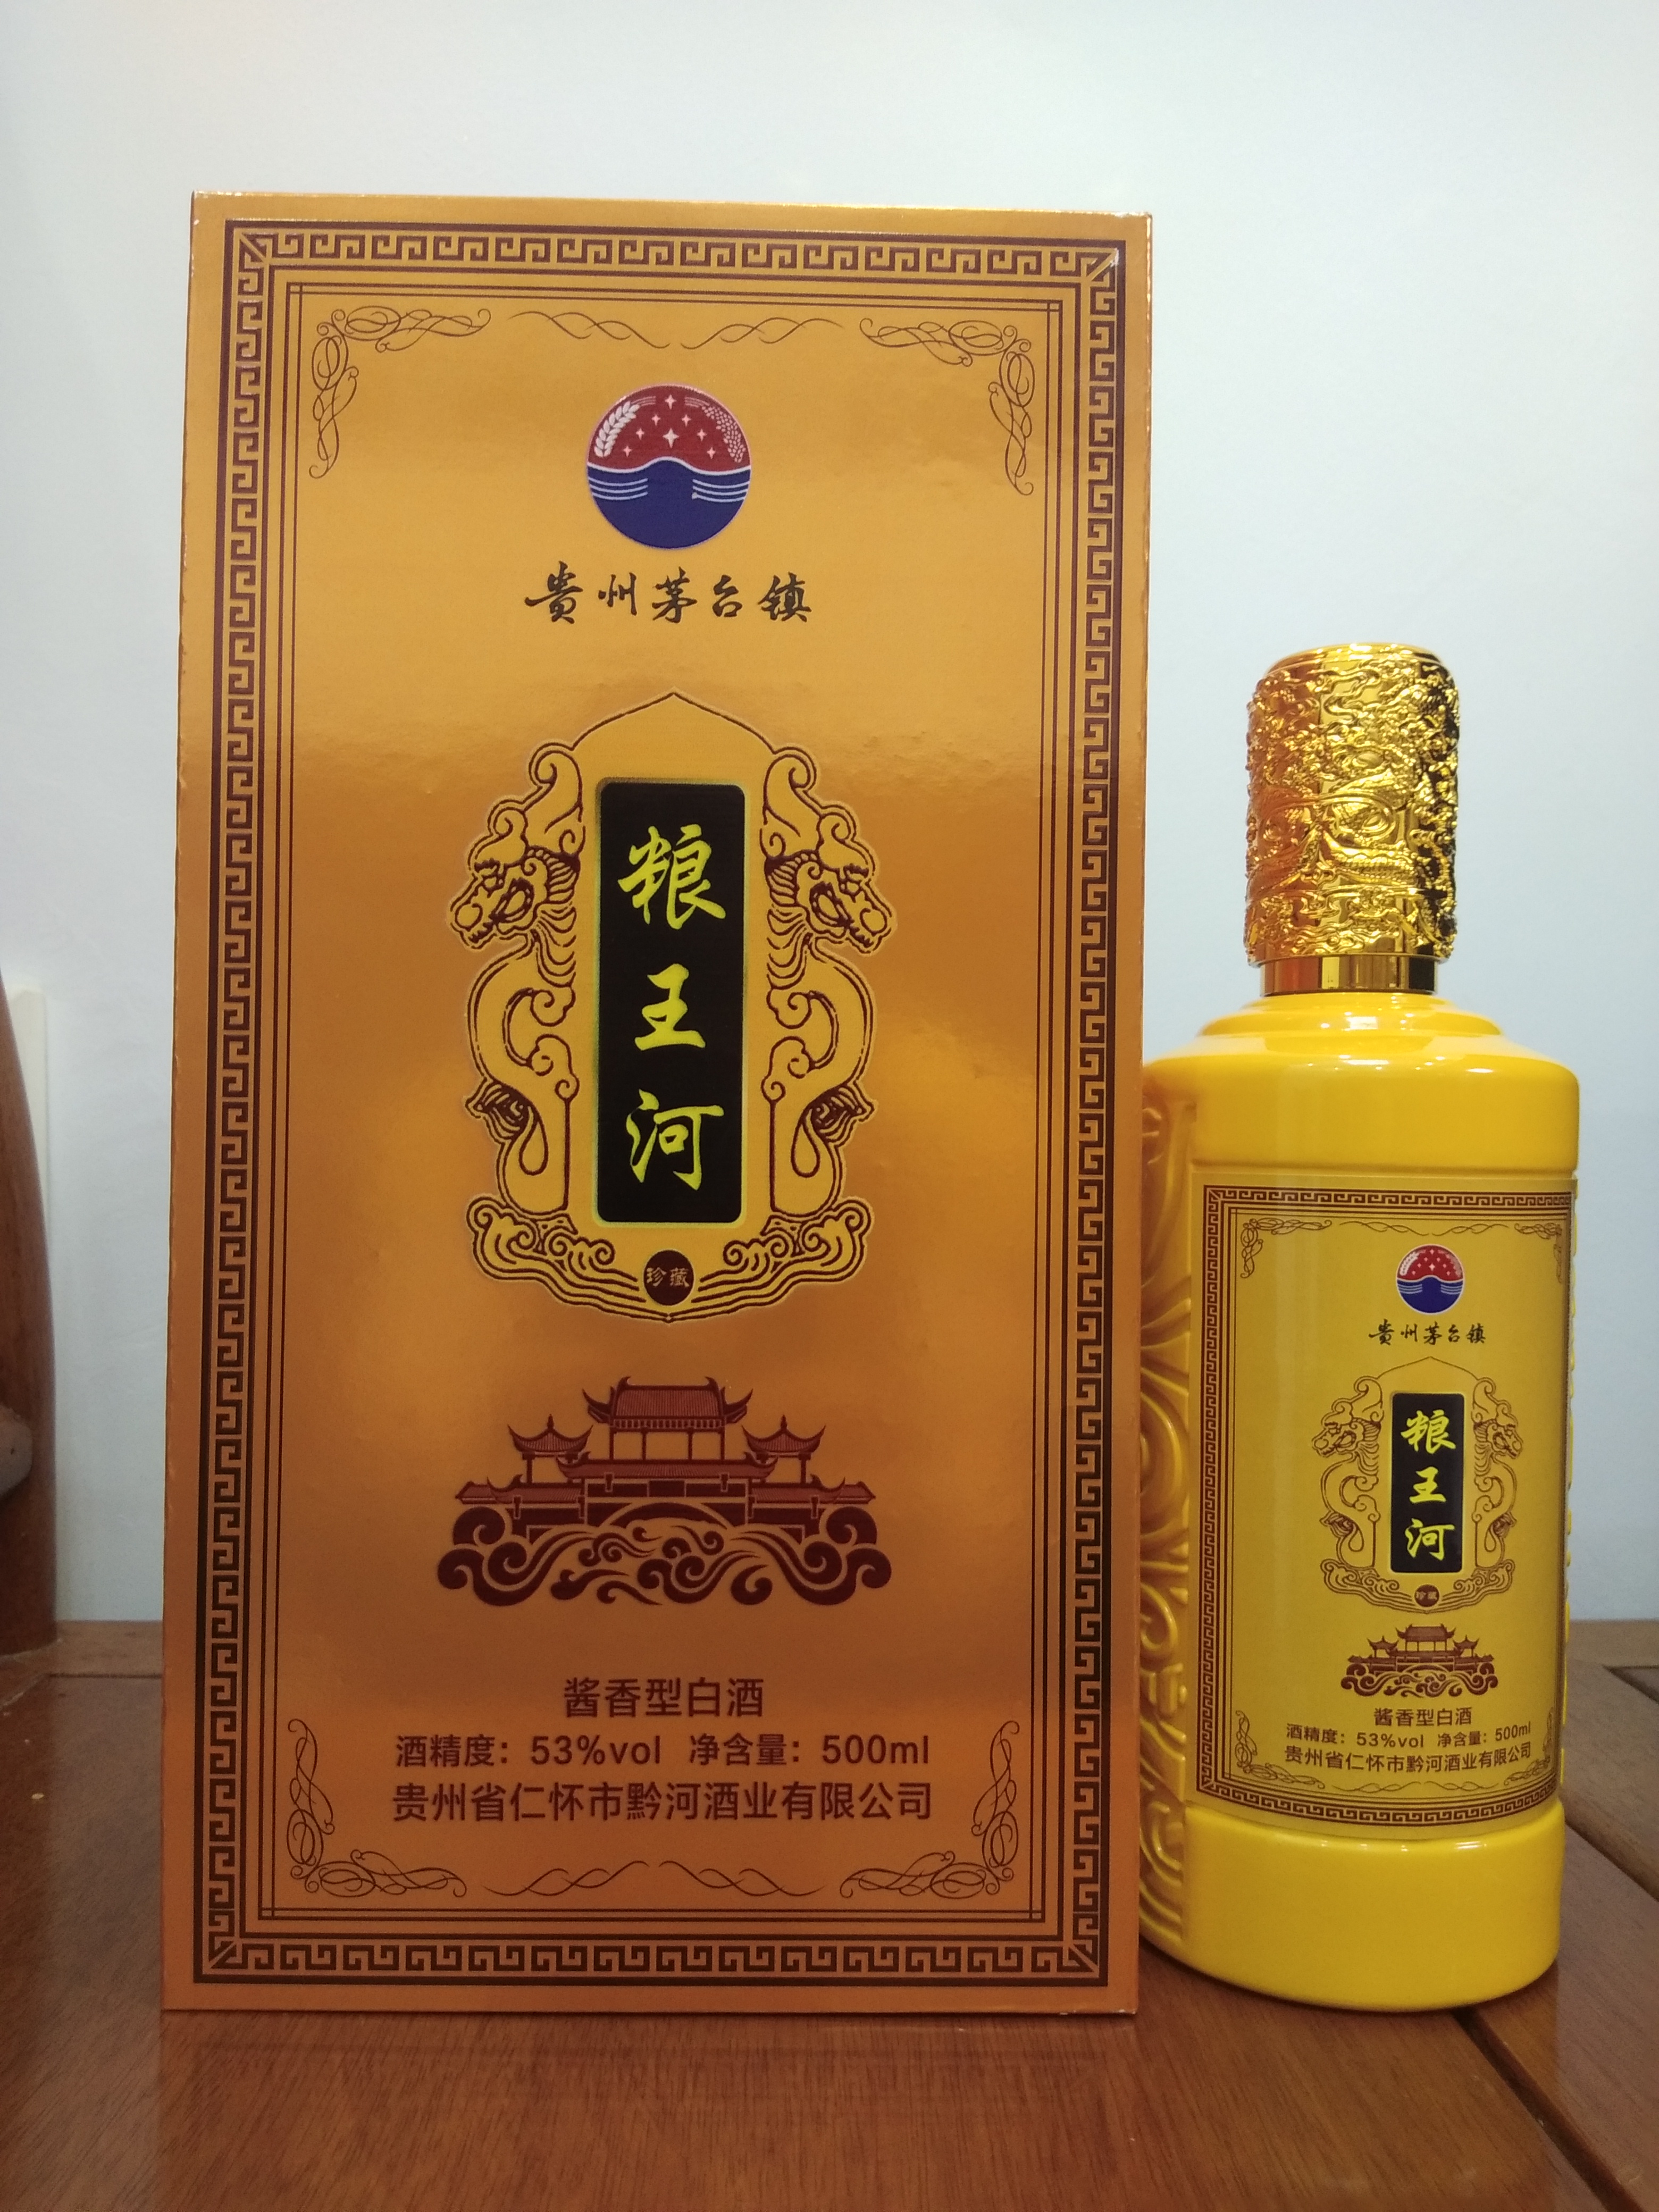 贵州茅台镇
粮王河
珍藏
酱香型白酒
酒精度：53%vol 净含量：500ml
贵州省仁怀市黔河酒业有限公司
贵州茅台镇
粮王河
珍藏
酱香型白酒
酒精度：53%vol 净含量：500ml
贵州省仁怀市黔河酒业有限公司